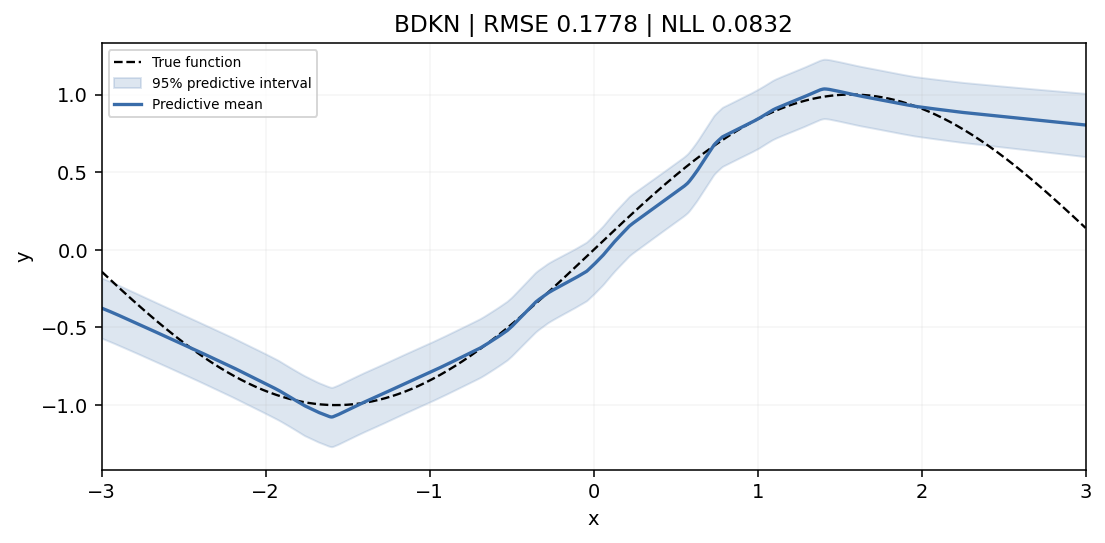 BDKN | RMSE 0.1778 | NLL 0.0832
True function
95% predictive interval
Predictive mean
y
1.0
0.5
0.0
−0.5
−1.0
−3 −2 −1 0 1 2 3
x